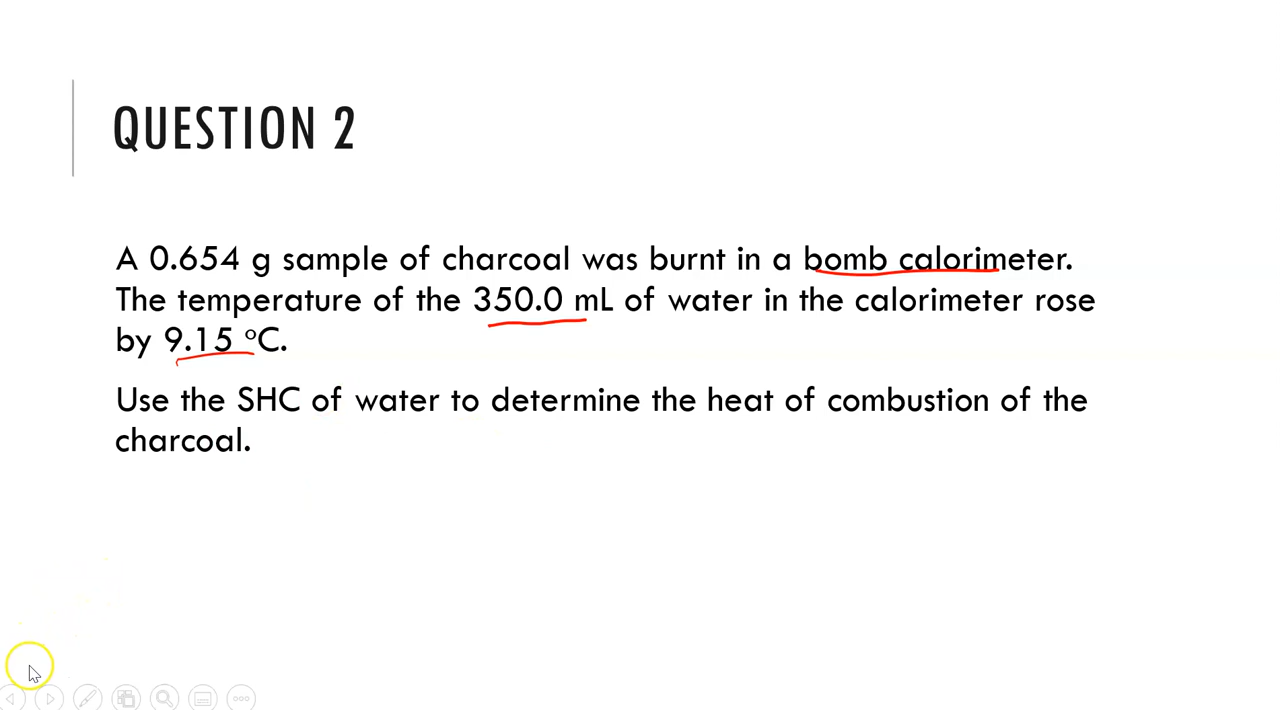 QUESTION 2
A 0.654 g sample of charcoal was burnt in a bomb calorimeter.
The temperature of the 350.0 mL of water in the calorimeter rose
by 9.15 °C.
Use the SHC of water to determine the heat of combustion of the
charcoal.